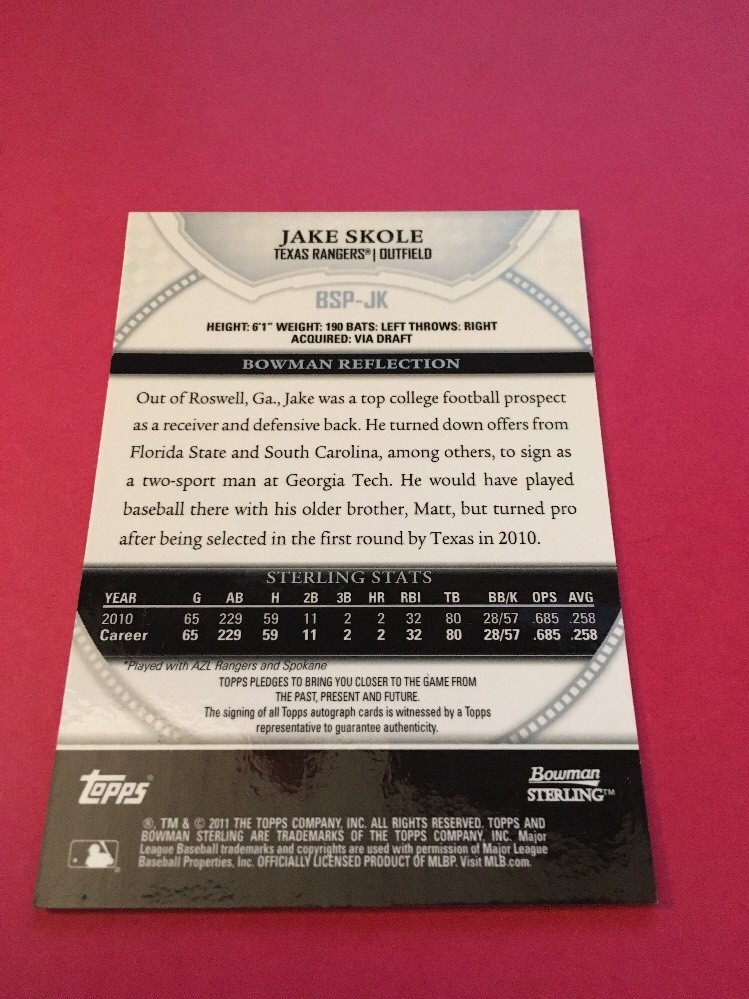 JAKE SKOLE
TEXAS RANGERS® | OUTFIELD
BSP-JK
HEIGHT: 6'1" WEIGHT: 190 BATS: LEFT THROWS: RIGHT
ACQUIRED: VIA DRAFT
BOWMAN REFLECTION
Out of Roswell, Ga., Jake was a top college football prospect
as a receiver and defensive back. He turned down offers from
Florida State and South Carolina, among others, to sign as
a two-sport man at Georgia Tech. He would have played
baseball there with his older brother, Matt, but turned pro
after being selected in the first round by Texas in 2010.
STERLING STATS
YEAR G AB H 2B 3B HR RBI TB BB/K OPS AVG
2010 65 229 59 11 2 2 32 80 28/57 .685 .258
Career 65 229 59 11 2 2 32 80 28/57 .685 .258
*Played with AZL Rangers and Spokane
TOPPS PLEDGES TO BRING YOU CLOSER TO THE GAME FROM
THE PAST, PRESENT AND FUTURE.
The signing of all Topps autograph cards is witnessed by a Topps
representative to guarantee authenticity.
Topps®
Bowman
STERLING™
®, TM & © 2011 THE TOPPS COMPANY, INC. ALL RIGHTS RESERVED. TOPPS AND
BOWMAN STERLING ARE TRADEMARKS OF THE TOPPS COMPANY, INC. Major
League Baseball trademarks and copyrights are used with permission of Major League
Baseball Properties, Inc. OFFICIALLY LICENSED PRODUCT OF MLBP. Visit MLB.com.